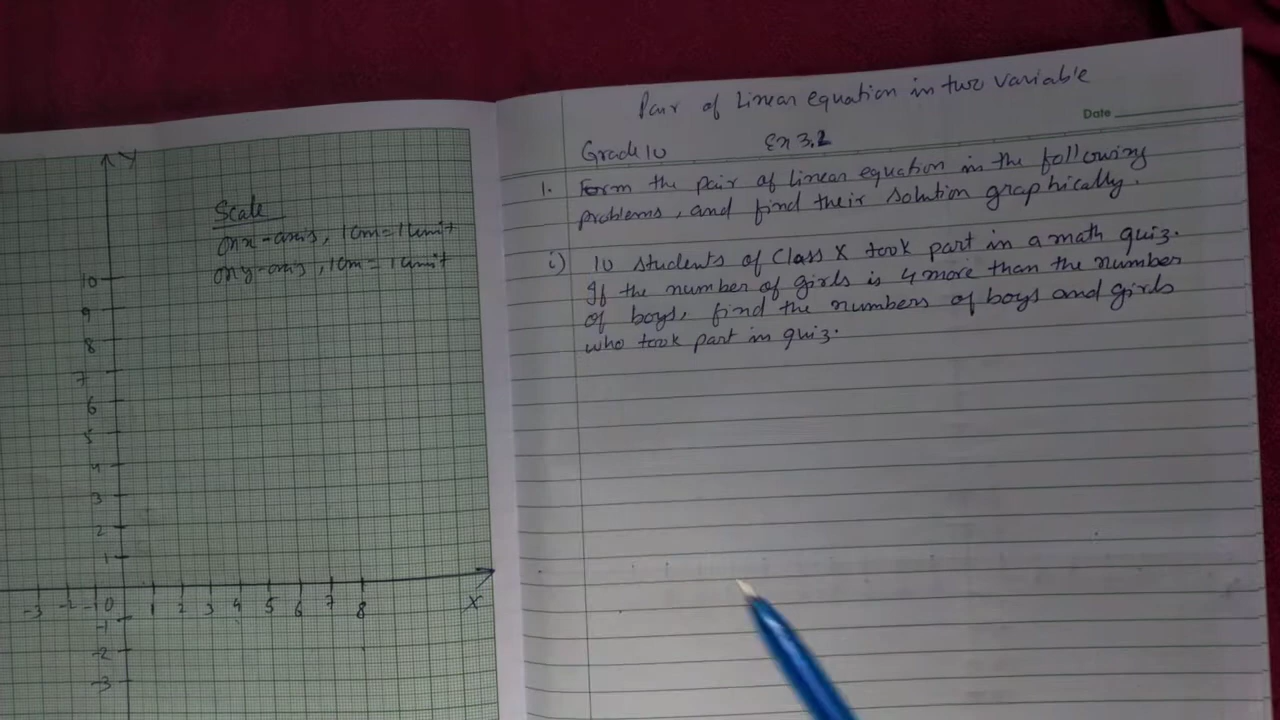 Y
Scale
on x-axis, 1cm=1unit
on y-axis, 1cm=1unit
10
9
8
7
6
5
4
3
2
1
-3 -2 -1 0 1 2 3 4 5 6 7 8 X
-1
-2
-3
Pair of Linear equation in two variable
Date
Grade 10 Ex 3.2
1. Form the pair of linear equation in the following
problems, and find their solution graphically.
i) 10 students of Class X took part in a math quiz.
If the number of girls is 4 more than the number
of boys, find the numbers of boys and girls
who took part in quiz.